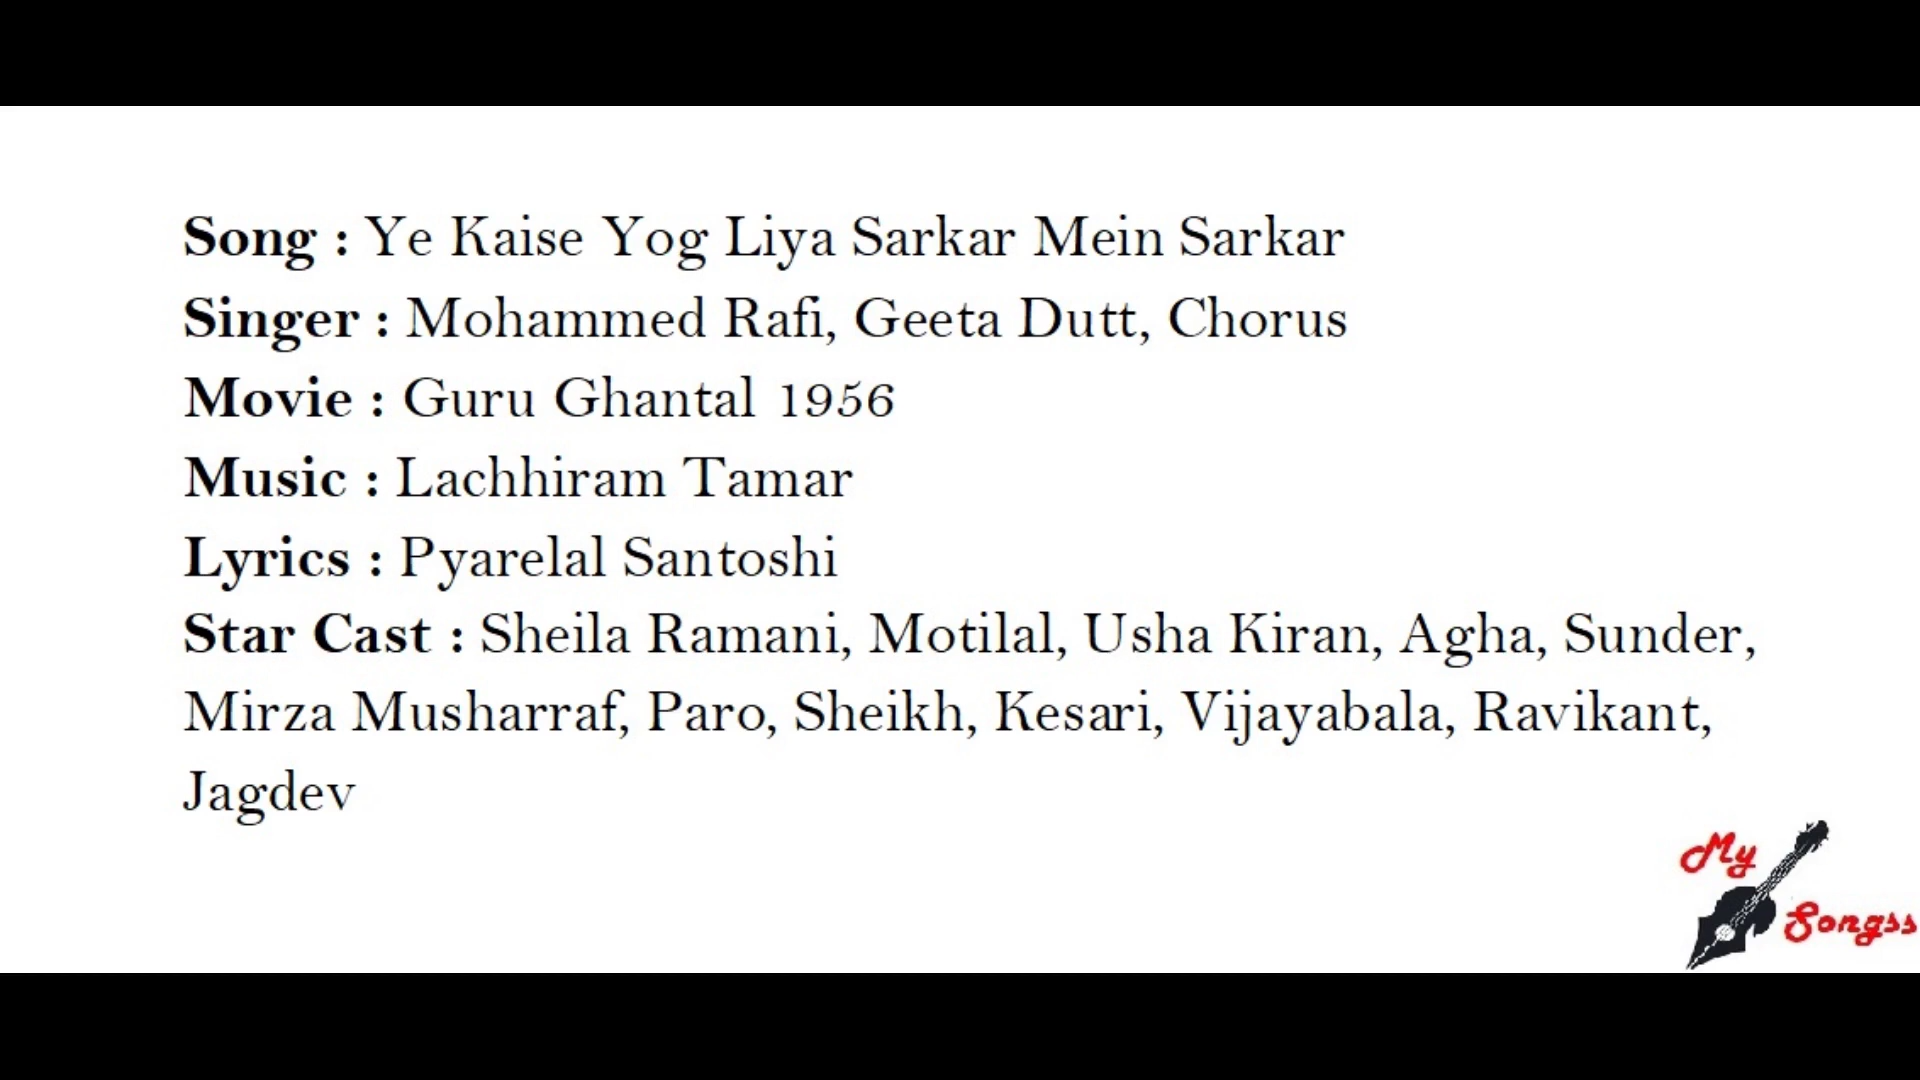 Song : Ye Kaise Yog Liya Sarkar Mein Sarkar
Singer : Mohammed Rafi, Geeta Dutt, Chorus
Movie : Guru Ghantal 1956
Music : Lachhiram Tamar
Lyrics : Pyarelal Santoshi
Star Cast : Sheila Ramani, Motilal, Usha Kiran, Agha, Sunder,
Mirza Musharraf, Paro, Sheikh, Kesari, Vijayabala, Ravikant,
Jagdev
My
Songss